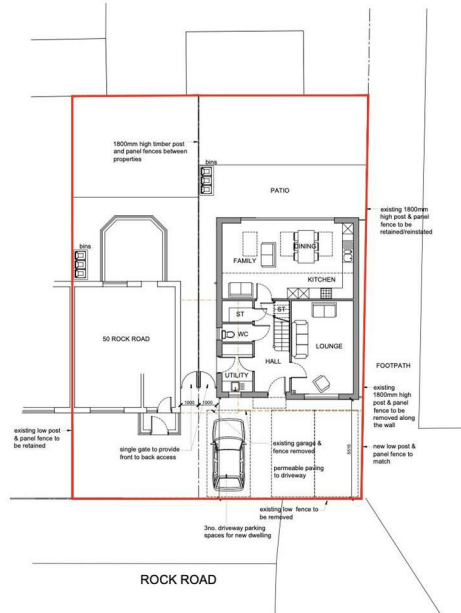 1800mm high timber post
and panel fences between
properties
bins
PATIO
existing 1800mm
high post & panel
fence to be
retained/reinstated
DINING
FAMILY
KITCHEN
bins
ST
ST
WC
50 ROCK ROAD
LOUNGE
HALL
UTILITY
FOOTPATH
existing
1800mm high
post & panel
fence to be
removed along
the wall
1000
1000
existing low post
& panel fence to
be retained
single gate to provide
front to back access
existing garage &
fence removed
permeable paving
to driveway
new low post &
panel fence to
match
existing low fence to
be removed
3no. driveway parking
spaces for new dwelling
ROCK ROAD